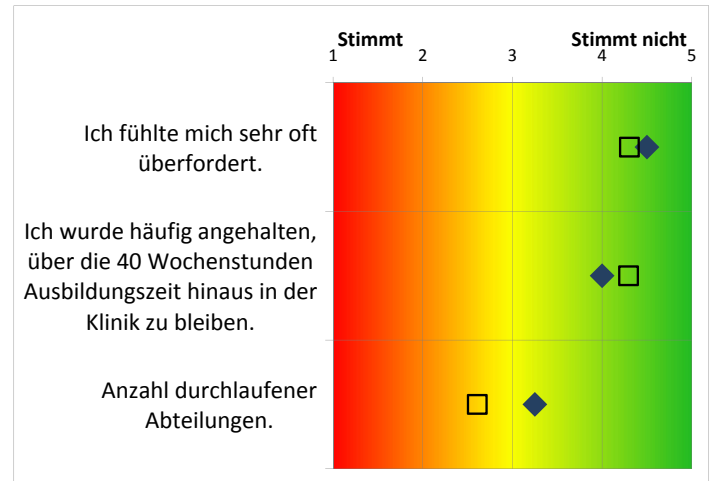 Stimmt Stimmt nicht
1 2 3 4 5
Ich fühlte mich sehr oft
überfordert.
Ich wurde häufig angehalten,
über die 40 Wochenstunden
Ausbildungszeit hinaus in der
Klinik zu bleiben.
Anzahl durchlaufener
Abteilungen.